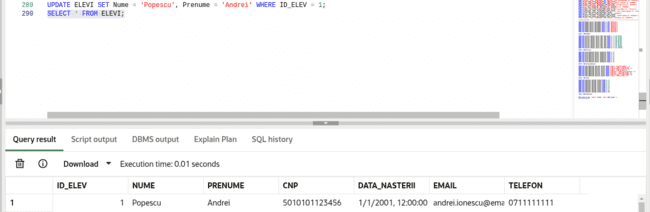 289 UPDATE ELEVI SET Nume = 'Popescu', Prenume = 'Andrei' WHERE ID_ELEV = 1;
290 SELECT * FROM ELEVI;
Query result Script output DBMS output Explain Plan SQL history
Download Execution time: 0.01 seconds
ID_ELEV NUME PRENUME CNP DATA_NASTERII EMAIL TELEFON
1 1 Popescu Andrei 5010101123456 1/1/2001, 12:00:00 andrei.ionescu@ema 0711111111